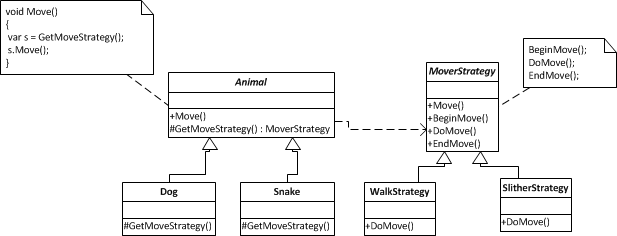 void Move()
{
var s = GetMoveStrategy();
s.Move();
}
Animal
+Move()
#GetMoveStrategy() : MoverStrategy
MoverStrategy
+Move()
+BeginMove()
+DoMove()
+EndMove()
BeginMove();
DoMove();
EndMove();
Dog
#GetMoveStrategy()
Snake
#GetMoveStrategy()
WalkStrategy
+DoMove()
SlitherStrategy
+DoMove()